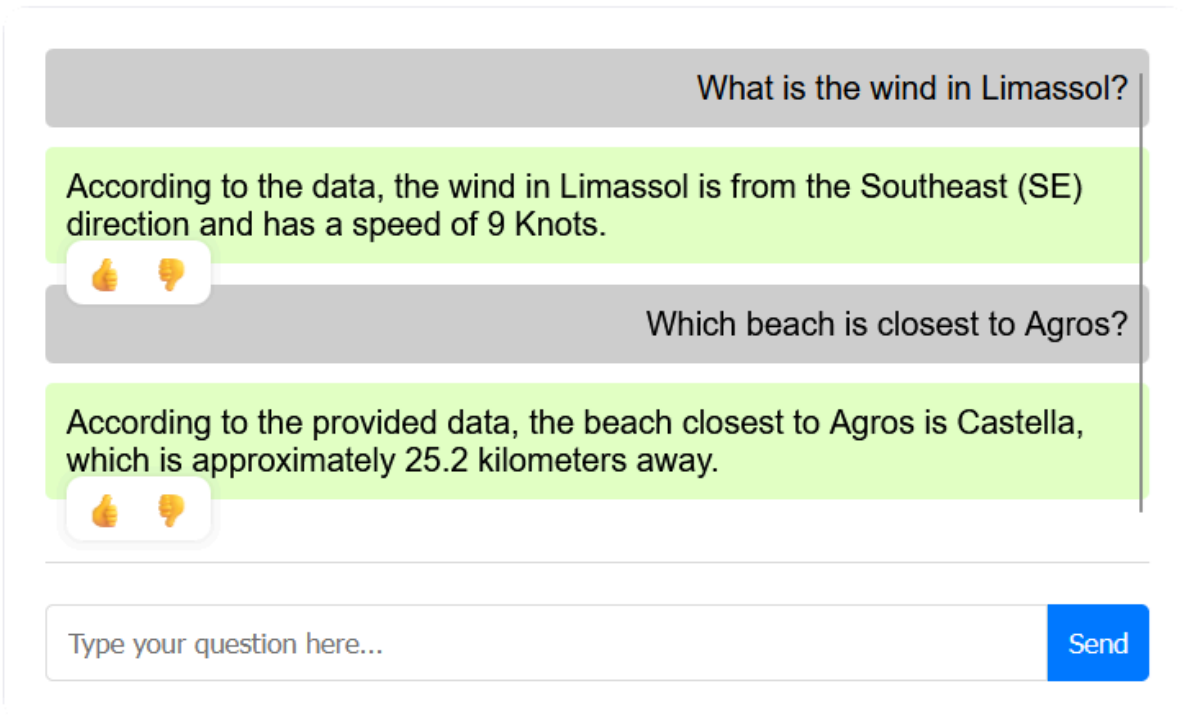 What is the wind in Limassol?
According to the data, the wind in Limassol is from the Southeast (SE)
direction and has a speed of 9 Knots.
Which beach is closest to Agros?
According to the provided data, the beach closest to Agros is Castella,
which is approximately 25.2 kilometers away.
Type your question here...
Send